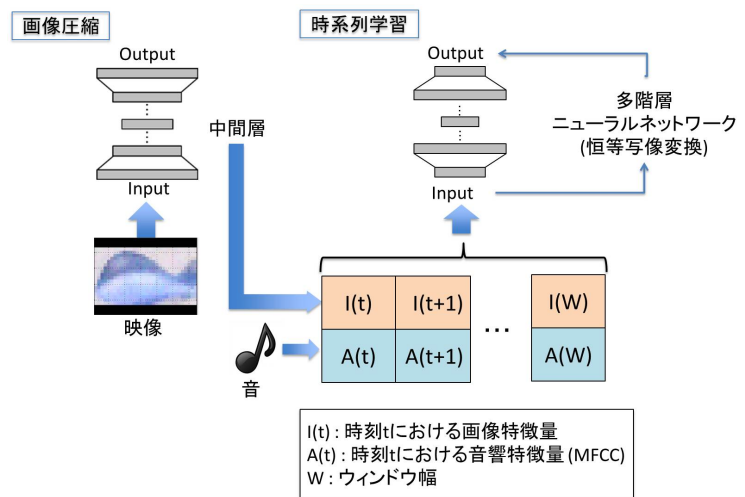 画像圧縮
Output
Input
映像
中間層
時系列学習
Output
Input
多階層
ニューラルネットワーク
(恒等写像変換)
I(t) I(t+1) ... I(W)
A(t) A(t+1) A(W)
音
I(t) : 時刻tにおける画像特徴量
A(t) : 時刻tにおける音響特徴量 (MFCC)
W : ウィンドウ幅